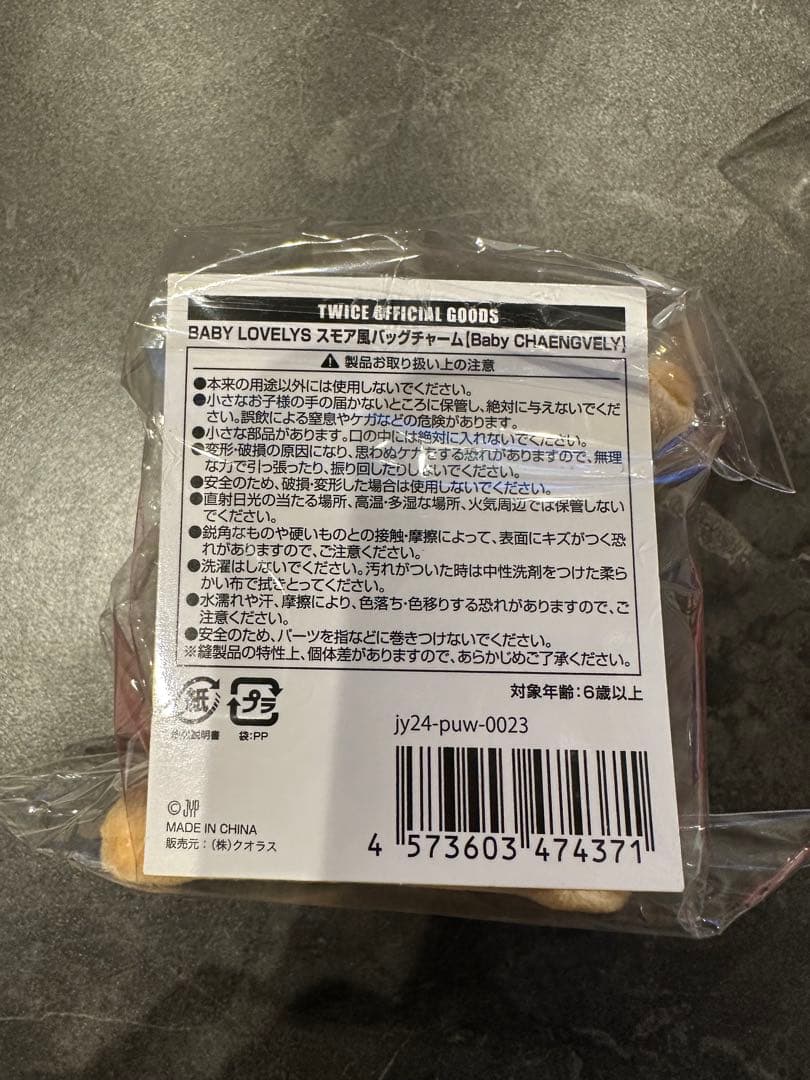 TWICE OFFICIAL GOODS
BABY LOVELYS スモア風バッグチャーム【Baby CHAENGVELY】
製品お取り扱い上の注意
●本来の用途以外には使用しないでください。
●小さなお子様の手の届かないところに保管し、絶対に与えないでくだ
さい。誤飲による窒息やケガなどの危険があります。
●小さな部品があります。口の中には絶対に入れないでください。
●変形・破損の原因になり、思わぬケガをする恐れがありますので、無理
な力で引っ張ったり、振り回したりしないでください。
●安全のため、破損・変形した場合は使用しないでください。
●直射日光の当たる場所、高温・多湿な場所、火気周辺では保管しない
でください。
●鋭角なものや硬いものとの接触・摩擦によって、表面にキズがつく恐
れがありますので、ご注意ください。
●洗濯はしないでください。汚れがついた時は中性洗剤をつけた柔ら
かい布で拭きとってください。
●水濡れや汗、摩擦により、色落ち・色移りする恐れがありますので、ご
注意ください。
●安全のため、パーツを指などに巻きつけないでください。
※縫製品の特性上、個体差がありますので、あらかじめご了承ください。
対象年齢：6歳以上
紙 プラ
説明書 袋：PP
jy24-puw-0023
©JYP
MADE IN CHINA
販売元：（株）クオラス
4 573603 474371